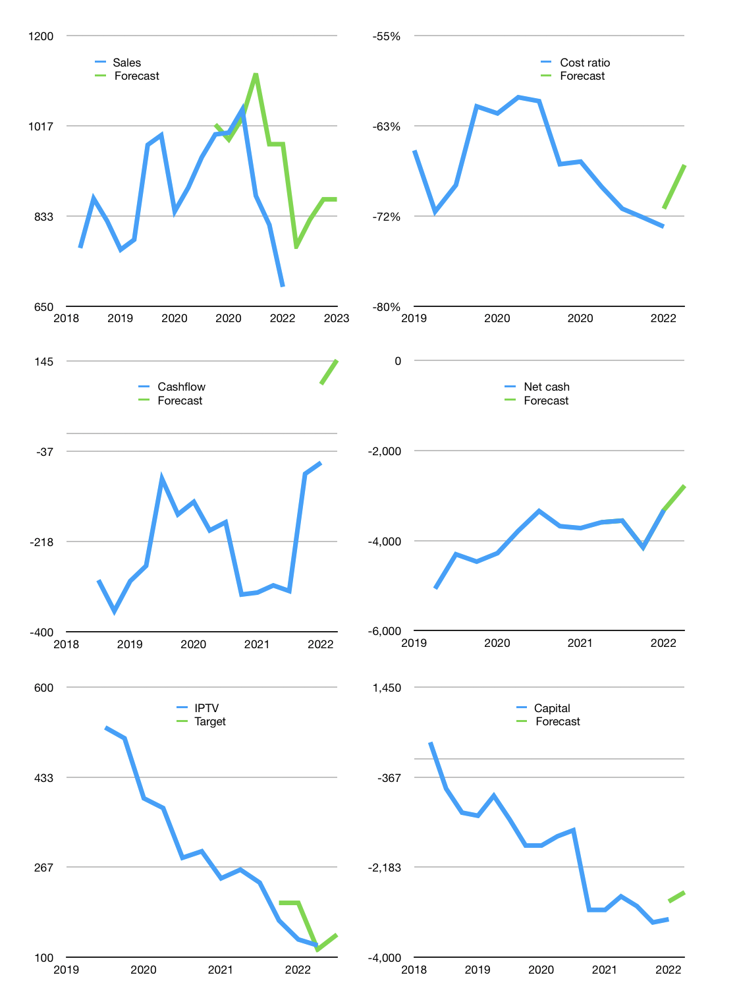 1200
Sales
Forecast
1017
833
650
2018 2019 2020 2020 2022 2023
-55%
Cost ratio
Forecast
-63%
-72%
-80%
2019 2020 2020 2022
145
Cashflow
Forecast
-37
-218
-400
2018 2019 2020 2021 2022
0
Net cash
Forecast
-2,000
-4,000
-6,000
2019 2020 2021 2022
600
IPTV
Target
433
267
100
2019 2020 2021 2022
1,450
Capital
Forecast
-367
-2,183
-4,000
2018 2019 2020 2021 2022